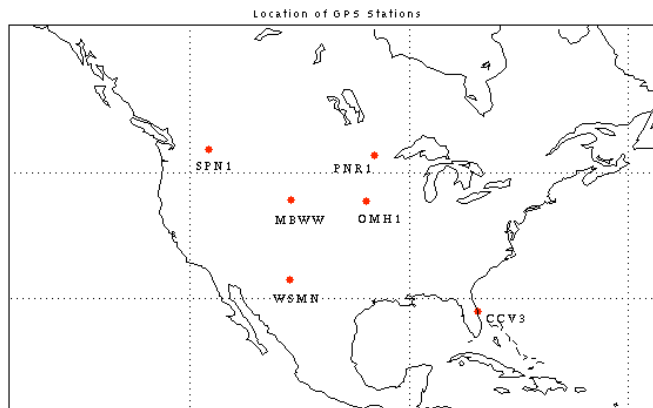 Location of GPS Stations
SPN1
PNR1
MBWW
OMH1
WSMN
CCV3